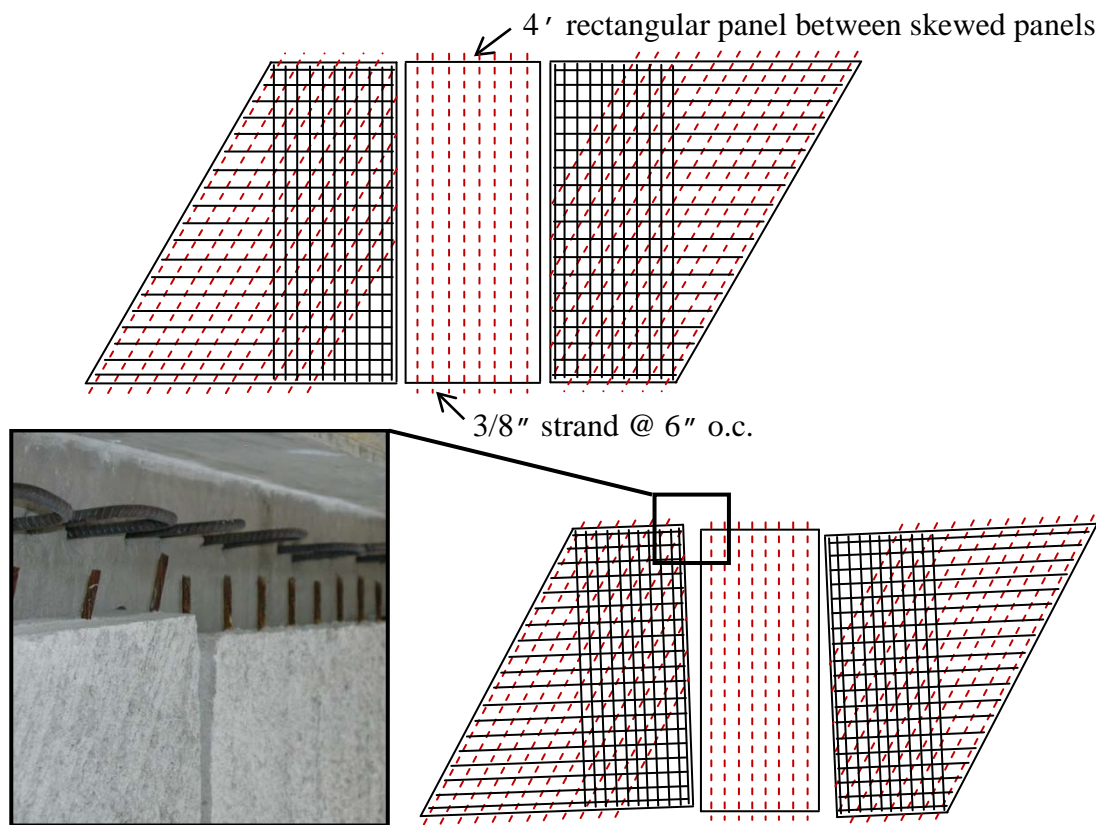 4′ rectangular panel between skewed panels
3/8″ strand @ 6″ o.c.